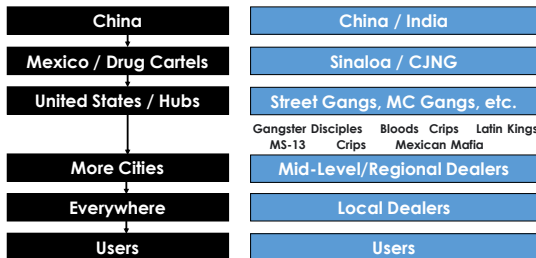 China
China / India
Mexico / Drug Cartels
Sinaloa / CJNG
United States / Hubs
Street Gangs, MC Gangs, etc.
Gangster Disciples Bloods Crips Latin Kings
MS-13 Crips Mexican Mafia
More Cities
Mid-Level/Regional Dealers
Everywhere
Local Dealers
Users
Users